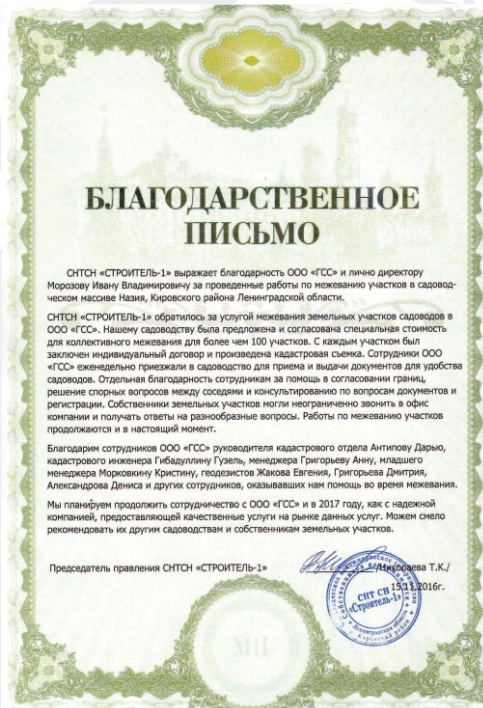 БЛАГОДАРСТВЕННОЕ
ПИСЬМО
СНТСН «СТРОИТЕЛЬ-1» выражает благодарность ООО «ГСС» и лично директору
Морозову Ивану Владимировичу за проведенные работы по межеванию участков в садовод-
ческом массиве Назия, Кировского района Ленинградской области.
СНТСН «СТРОИТЕЛЬ-1» обратилось за услугой межевания земельных участков садоводов в
ООО «ГСС». Нашему садоводству была предложена и согласована специальная стоимость
для коллективного межевания для более чем 100 участков. С каждым участком был
заключен индивидуальный договор и произведена кадастровая съемка. Сотрудники ООО
«ГСС» еженедельно приезжали в садоводство для приема и выдачи документов для удобства
садоводов. Отдельная благодарность сотрудникам за помощь в согласовании границ,
решение спорных вопросов между соседями и консультированию по вопросам документов и
регистрации. Собственники земельных участков могли неограниченно звонить в офис
компании и получать ответы на разнообразные вопросы. Работы по межеванию участков
продолжаются и в настоящий момент.
Благодарим сотрудников ООО «ГСС» руководителя кадастрового отдела Антипову Дарью,
кадастрового инженера Гибадуллину Гузель, менеджера Григорьеву Анну, младшего
менеджера Морковкину Кристину, геодезистов Жакова Евгения, Григорьева Дмитрия,
Александрова Дениса и других сотрудников, оказывавших нам помощь во время межевания.
Мы планируем продолжить сотрудничество с ООО «ГСС» и в 2017 году, как с надежной
компанией, предоставляющей качественные услуги на рынке данных услуг. Можем смело
рекомендовать их другим садоводствам и собственникам земельных участков.
Председатель правления СНТСН «СТРОИТЕЛЬ-1» /Николаева Т.К./
15.11.2016г.
СНТ СН
«Строитель-1»
МП